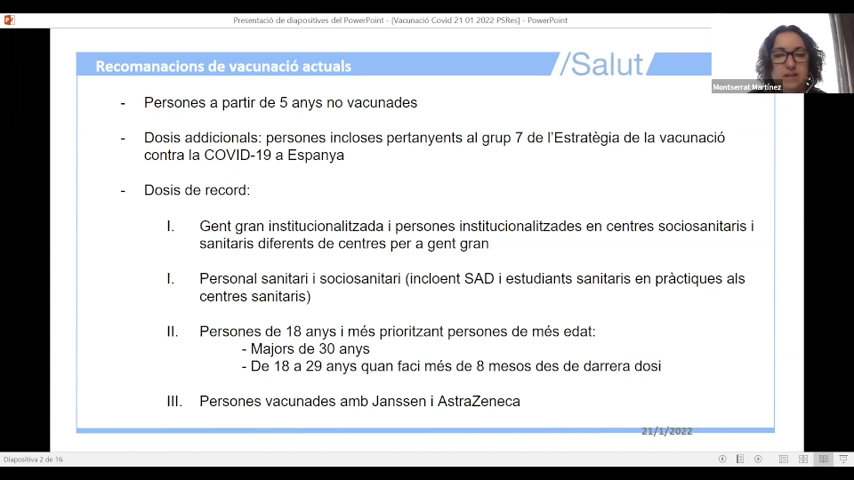 Presentació de diapositives del PowerPoint - [Vacunació Covid 21 01 2022 PSRes] - PowerPoint
Recomanacions de vacunació actuals
/Salut/
Montserrat Martínez
- Persones a partir de 5 anys no vacunades
- Dosis addicionals: persones incloses pertanyents al grup 7 de l'Estratègia de la vacunació
contra la COVID-19 a Espanya
- Dosis de record:
I. Gent gran institucionalitzada i persones institucionalitzades en centres sociosanitaris i
sanitaris diferents de centres per a gent gran
I. Personal sanitari i sociosanitari (incloent SAD i estudiants sanitaris en pràctiques als
centres sanitaris)
II. Persones de 18 anys i més prioritzant persones de més edat:
- Majors de 30 anys
- De 18 a 29 anys quan faci més de 8 mesos des de darrera dosi
III. Persones vacunades amb Janssen i AstraZeneca
21/1/2022
Diapositiva 2 de 16